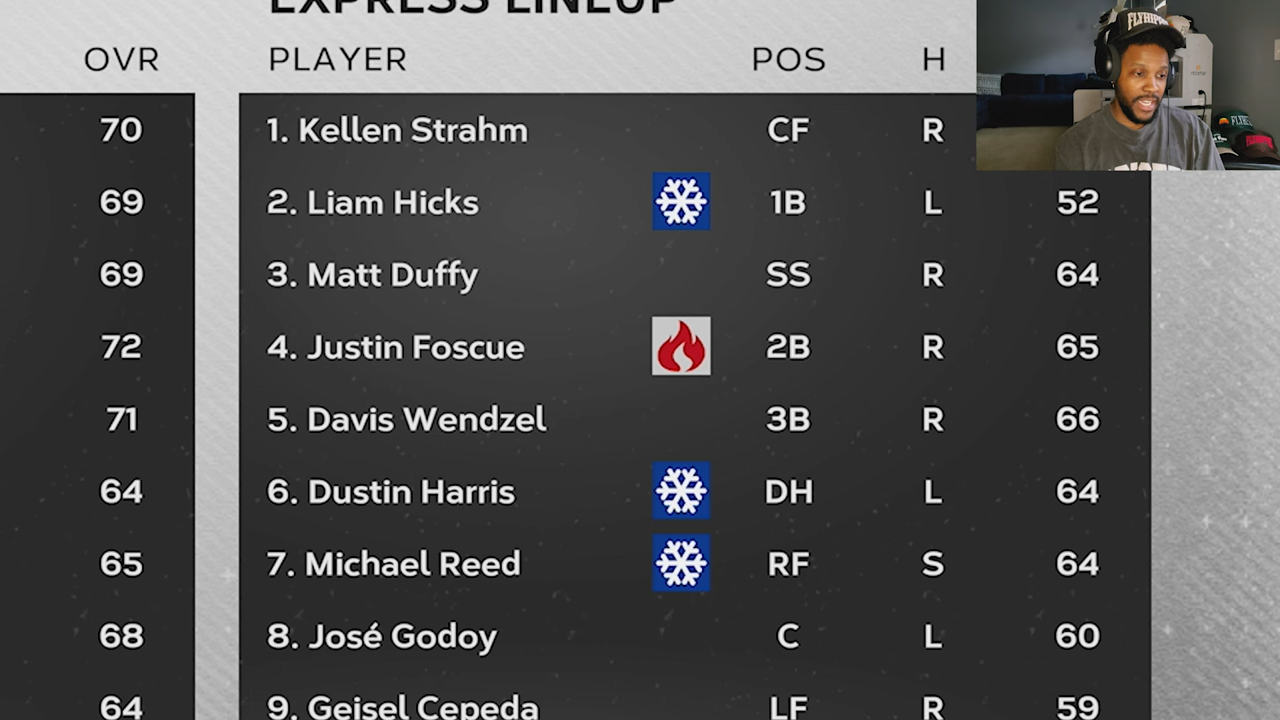 EXPRESS LINEUP
OVR PLAYER POS H
70 1. Kellen Strahm CF R
69 2. Liam Hicks 1B L 52
69 3. Matt Duffy SS R 64
72 4. Justin Foscue 2B R 65
71 5. Davis Wendzel 3B R 66
64 6. Dustin Harris DH L 64
65 7. Michael Reed RF S 64
68 8. José Godoy C L 60
64 9. Geisel Cepeda LF R 59